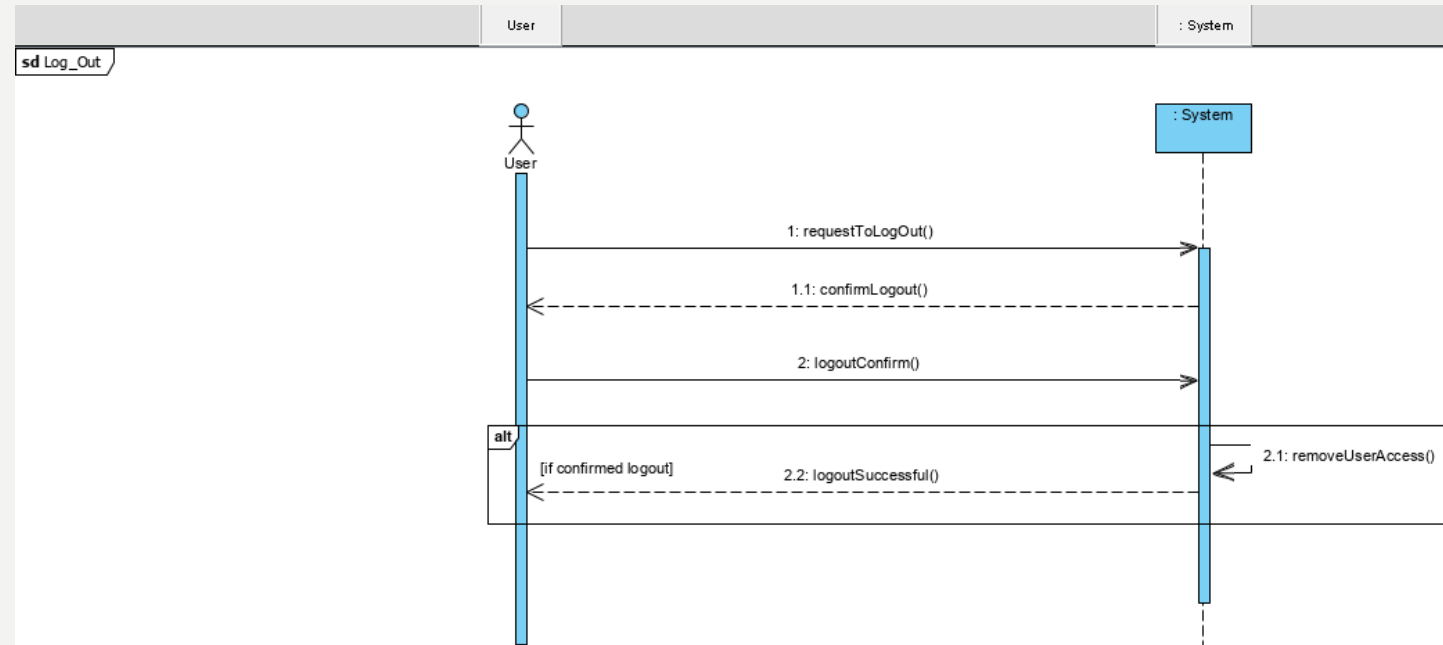 User
: System
sd Log_Out
: System
User
1: requestToLogOut()
1.1: confirmLogout()
2: logoutConfirm()
alt
2.1: removeUserAccess()
[if confirmed logout]
2.2: logoutSuccessful()